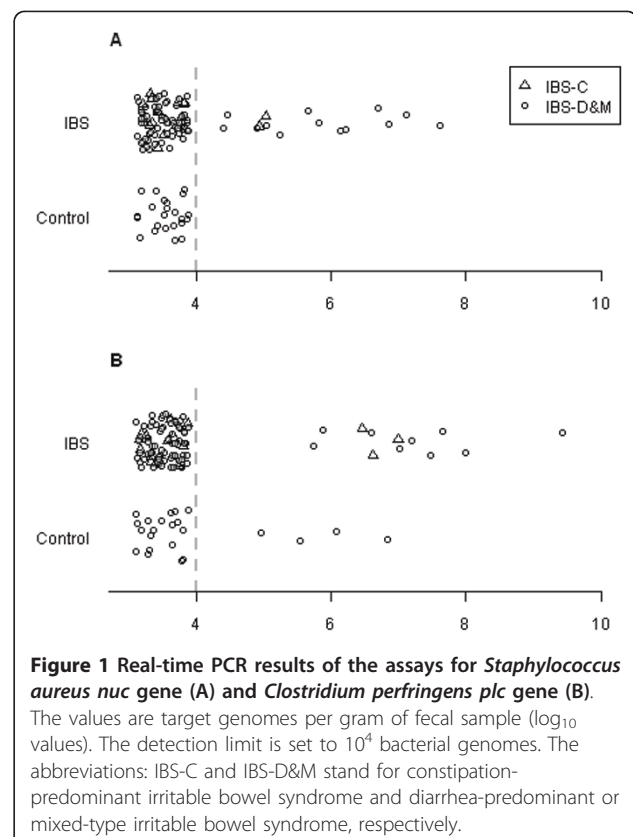 A
△ IBS-C
○ IBS-D&M
IBS
Control
4 6 8 10
B
IBS
Control
4 6 8 10
Figure 1 Real-time PCR results of the assays for Staphylococcus
aureus nuc gene (A) and Clostridium perfringens plc gene (B).
The values are target genomes per gram of fecal sample (log₁₀
values). The detection limit is set to 10⁴ bacterial genomes. The
abbreviations: IBS-C and IBS-D&M stand for constipation-
predominant irritable bowel syndrome and diarrhea-predominant or
mixed-type irritable bowel syndrome, respectively.